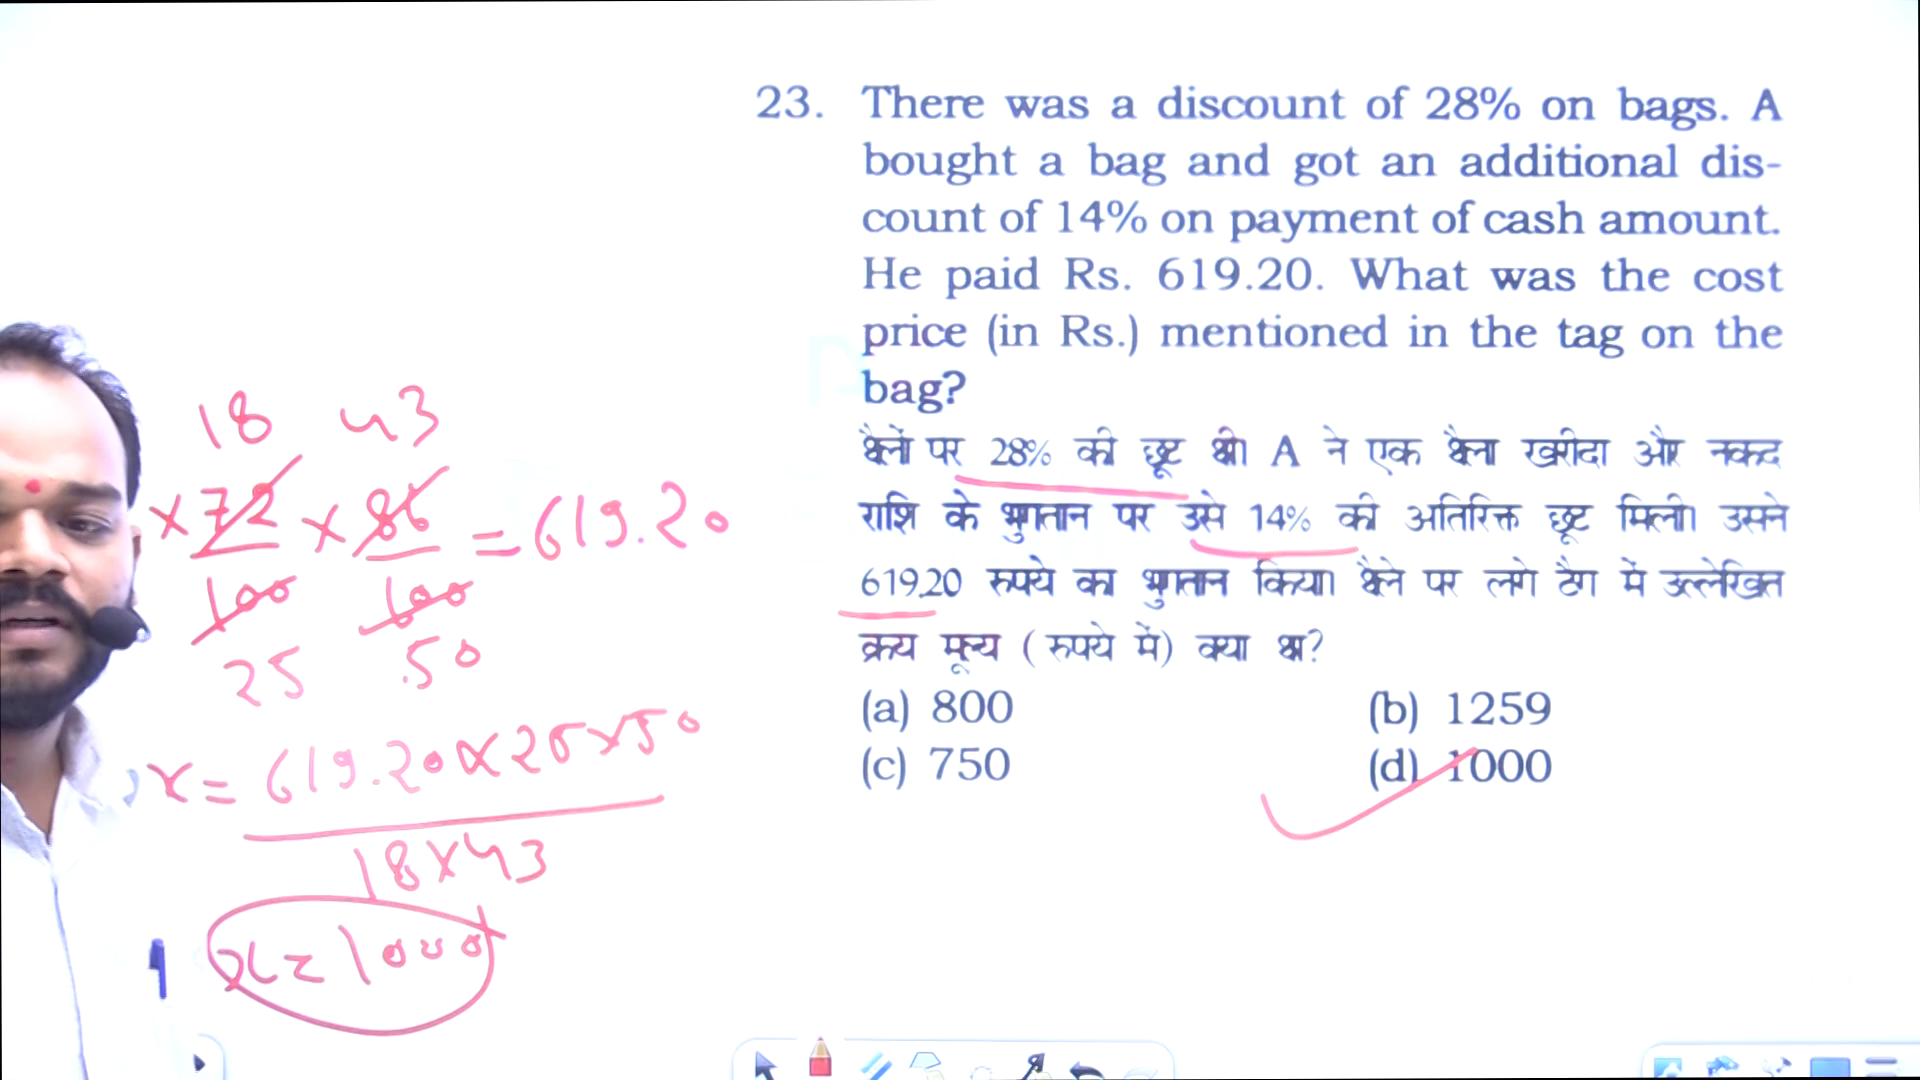 23. There was a discount of 28% on bags. A
bought a bag and got an additional dis-
count of 14% on payment of cash amount.
He paid Rs. 619.20. What was the cost
price (in Rs.) mentioned in the tag on the
bag?
थैलों पर 28% की छूट थी। A ने एक थैला खरीदा और नकद
राशि के भुगतान पर उसे 14% की अतिरिक्त छूट मिली। उसने
619.20 रुपये का भुगतान किया। थैले पर लगे टैग में उल्लेखित
क्रय मूल्य ( रुपये में) क्या था?
(a) 800 (b) 1259
(c) 750 (d) 1000
18 43
×72 ×86 =619.20
100 100
25 50
x= 619.20×25×50
18×43
x=1000